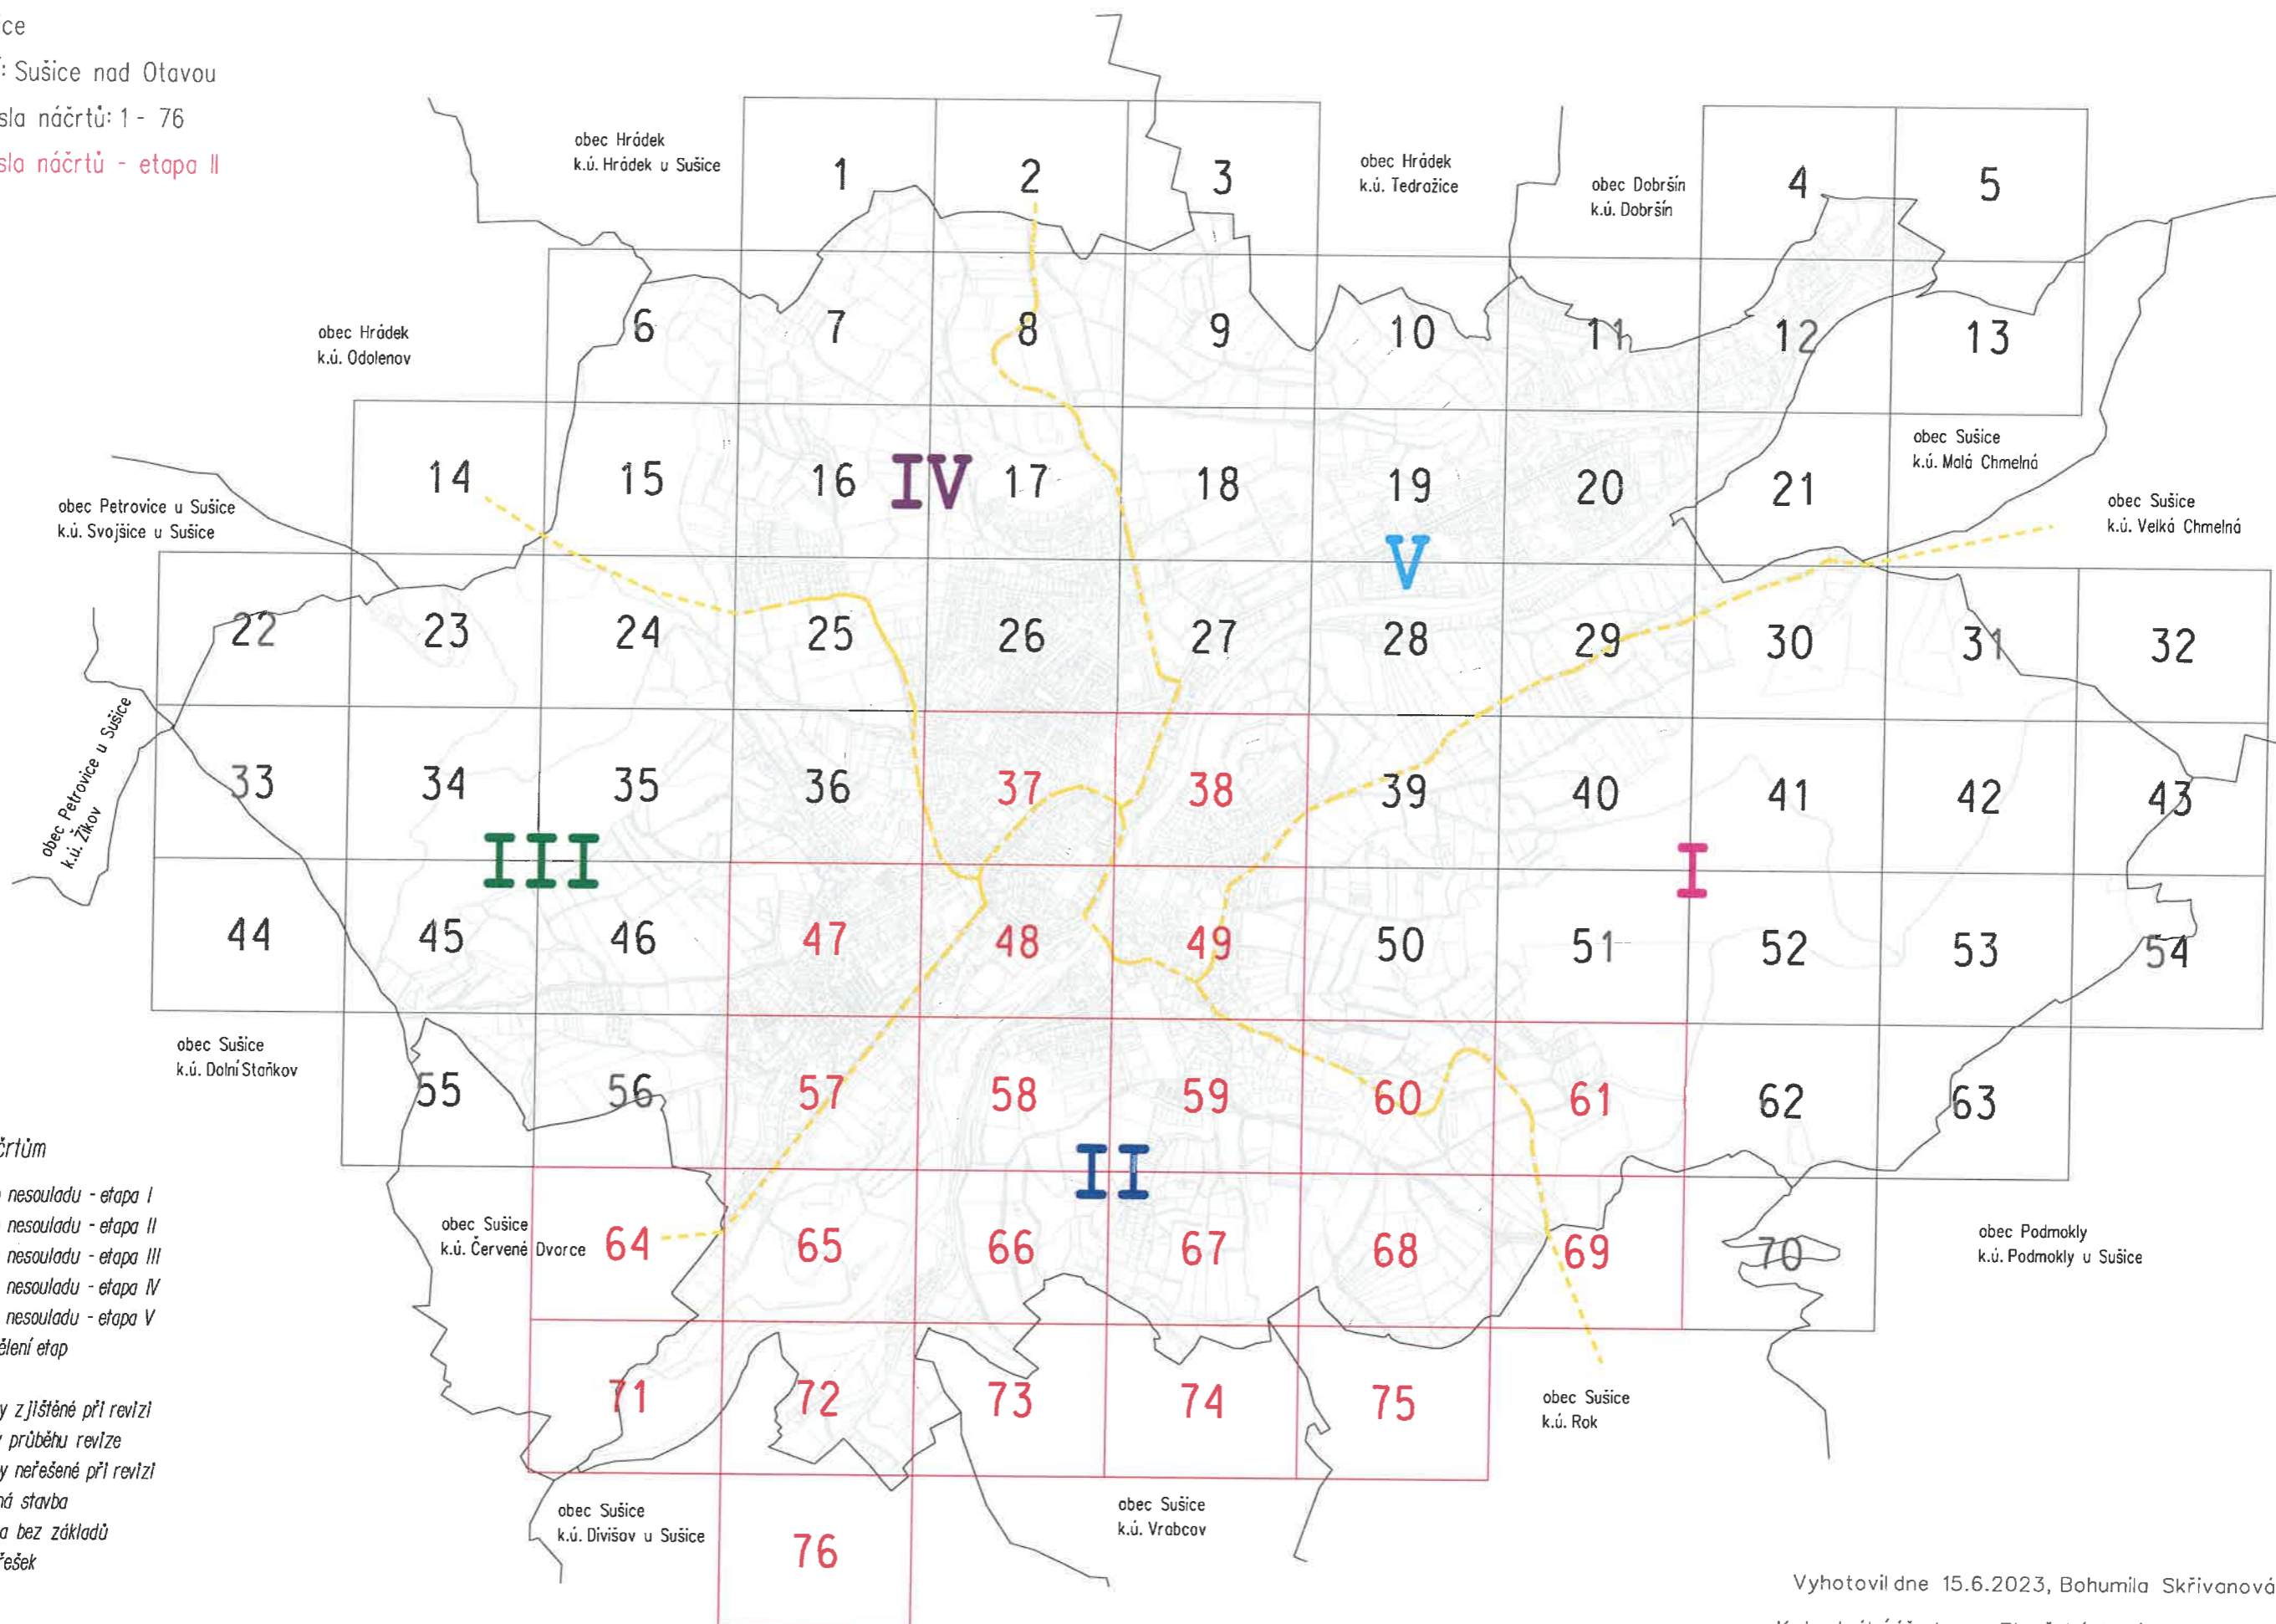 ce
: Sušice nad Otavou
sla náčrtů: 1 - 76
sla náčrtů - etapa II
obec Hrádek
k.ú. Hrádek u Sušice
1
2
3
obec Hrádek
k.ú. Tedražice
obec Dobršín
k.ú. Dobršín
4
5
obec Hrádek
k.ú. Odolenov
6
7
8
9
10
11
12
13
14
15
16
IV
17
18
19
20
21
obec Sušice
k.ú. Malá Chmelná
obec Petrovice u Sušice
k.ú. Svojšice u Sušice
obec Sušice
k.ú. Velká Chmelná
V
22
23
24
25
26
27
28
29
30
31
32
obec Petrovice u Sušice
k.ú. Žíkov
33
34
35
36
37
38
39
40
41
42
43
III
I
44
45
46
47
48
49
50
51
52
53
54
obec Sušice
k.ú. Dolní Staňkov
55
56
57
58
59
60
61
62
63
II
črtům
nesouladu - etapa I
nesouladu - etapa II
nesouladu - etapa III
nesouladu - etapa IV
nesouladu - etapa V
ělení etap
obec Sušice
k.ú. Červené Dvorce
64
65
66
67
68
69
70
obec Podmokly
k.ú. Podmokly u Sušice
71
72
73
74
75
obec Sušice
k.ú. Rok
y zjištěné při revizi
v průběhu revize
y neřešené při revizi
ná stavba
a bez základů
řešek
obec Sušice
k.ú. Divišov u Sušice
76
obec Sušice
k.ú. Vrabcov
Vyhotovil dne 15.6.2023, Bohumila Skřivanová